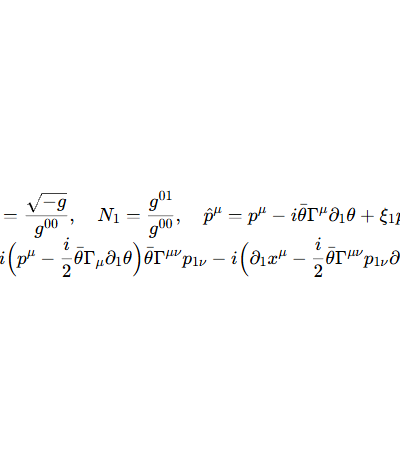 = \frac{\sqrt{-g}}{g^{00}}, \quad N_1 = \frac{g^{01}}{g^{00}}, \quad \hat{p}^\mu = p^\mu - i\bar{\theta}\Gamma^\mu\partial_1\theta + \xi_1
i\Big(p^\mu - \frac{i}{2}\bar{\theta}\Gamma_\mu\partial_1\theta\Big)\bar{\theta}\Gamma^{\mu\nu}p_{1\nu} - i\Big(\partial_1 x^\mu - \frac{i}{2}\bar{\theta}\Gamma^{\mu\nu}p_{1\nu}\partial